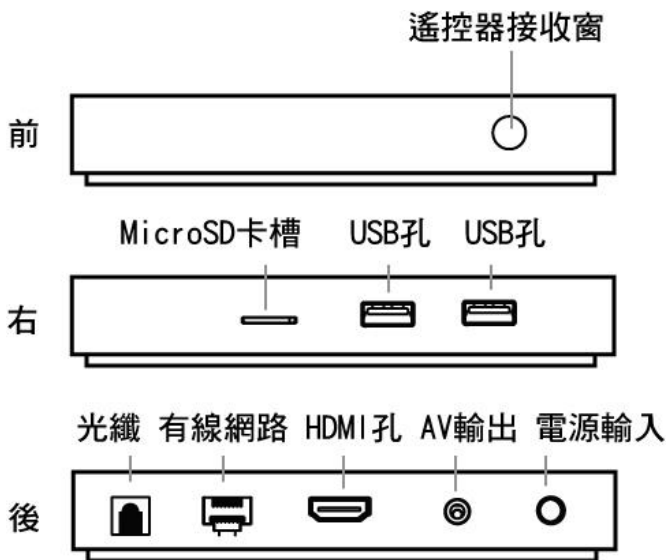 遙控器接收窗
前
MicroSD卡槽 USB孔 USB孔
右
光纖 有線網路 HDMI孔 AV輸出 電源輸入
後